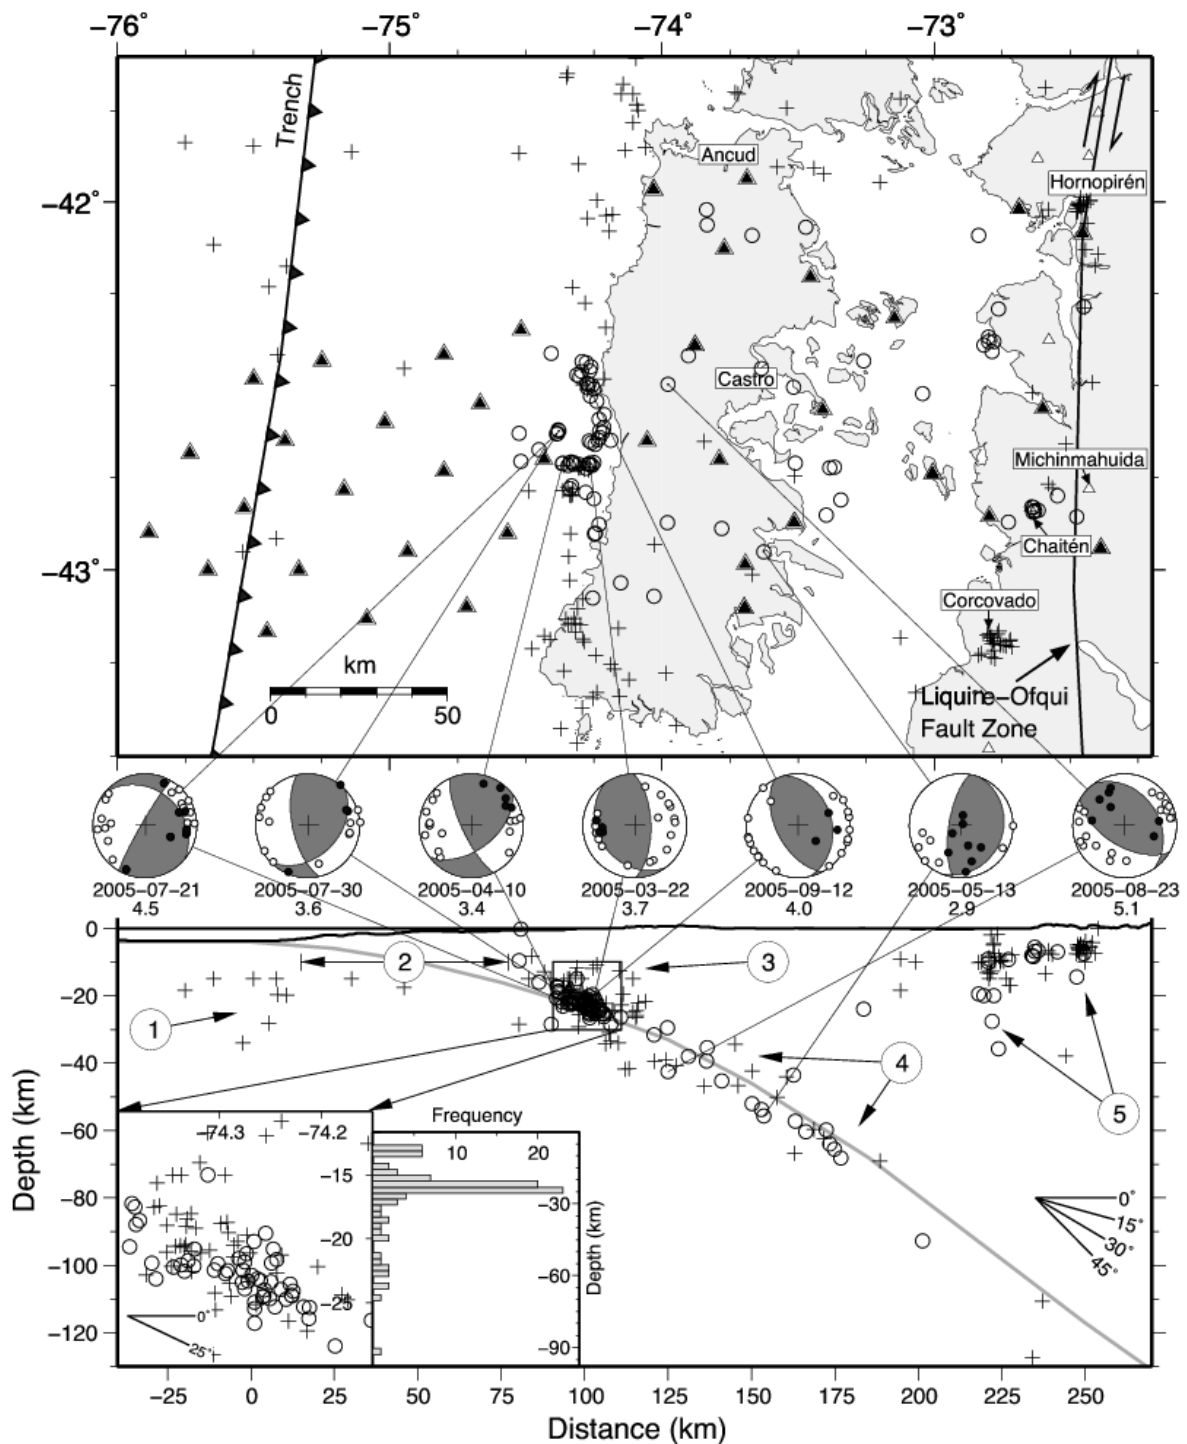 −76° −75° −74° −73°
Trench
Ancud
−42°
Hornopirén
Castro
Michinmahuida
Chaitén
−43°
Corcovado
km
0 50
Liquine−Ofqui
Fault Zone
2005−07−21 2005−07−30 2005−04−10 2005−03−22 2005−09−12 2005−05−13 2005−08−23
4.5 3.6 3.4 3.7 4.0 2.9 5.1
0
2 3
−20
1
−40
4
5
−60
Frequency
10 20
−74.3 −74.2
−15
−30
−80
0°
15°
30°
45°
−20
−100
−60
−25
0°
25°
−120
−90
Depth (km)
Depth (km)
−25 0 25 50 75 100 125 150 175 200 225 250
Distance (km)